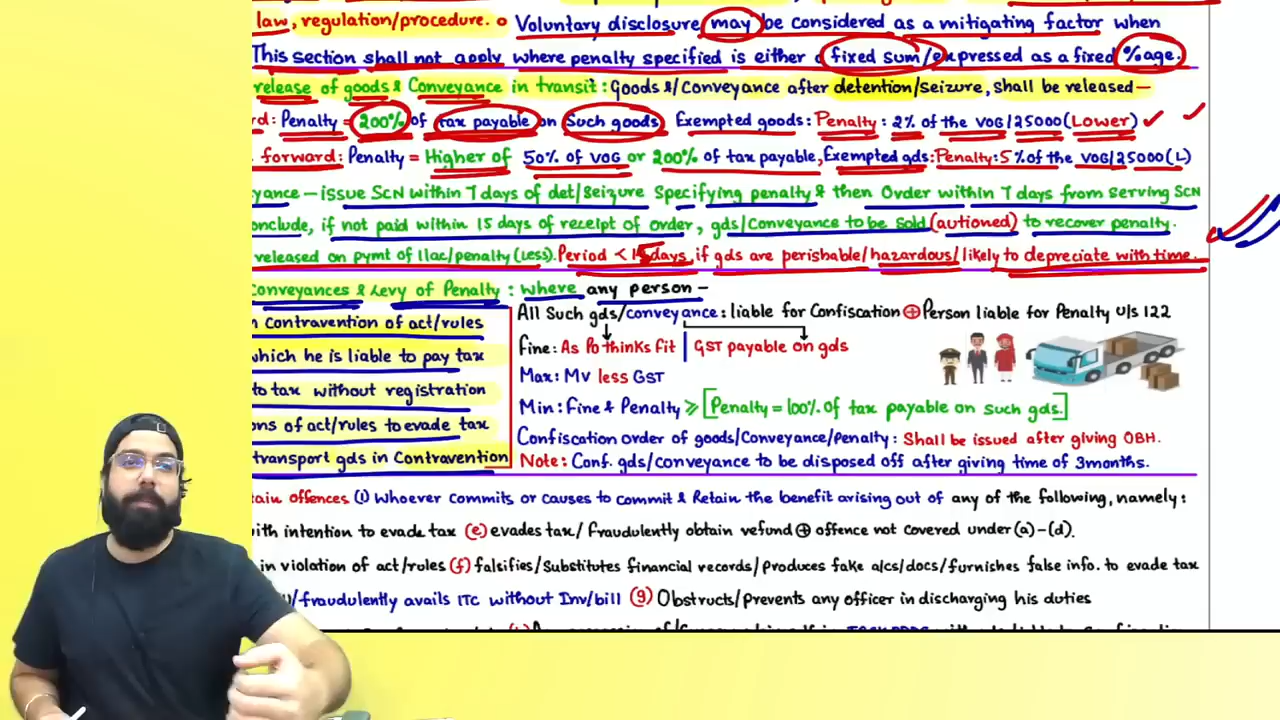 law, regulation/procedure. o Voluntary disclosure may be considered as a mitigating factor when
This section shall not apply where penalty specified is either a fixed sum/expressed as a fixed %age.
release of goods & Conveyance in transit: Goods &/Conveyance after detention/seizure, shall be released—
rd: Penalty = 200% of tax payable on Such goods Exempted goods: Penalty: 2% of the VOG/25000(Lower)
forward: Penalty = Higher of 50% of VOG or 200% of tax payable, Exempted gds: Penalty: 5% of the VOG/25000(L)
yance — issue SCN within 7 days of det/seizure Specifying penalty & then Order within 7 days from serving SCN
onclude, if not paid within 15 days of receipt of order, gds/Conveyance to be sold (autioned) to recover penalty.
released on pymt of 1lac/penalty (Less). Period < 15 days if gds are perishable/hazardous/likely to depreciate with time.
Conveyances & Levy of Penalty: where any person—
n contravention of act/rules
which he is liable to pay tax
to tax without registration
ons of act/rules to evade tax
transport gds in Contravention
All Such gds/conveyance: liable for Confiscation ⊕ Person liable for Penalty u/s 122
Fine: As Po thinks fit | GST payable on gds
Max: Mv less GST
Min: Fine & Penalty ≥ [Penalty = 100% of tax payable on such gds.]
Confiscation order of goods/Conveyance/Penalty: Shall be issued after giving OBH.
Note: Conf. gds/conveyance to be disposed off after giving time of 3months.
tain offences (1) Whoever commits or causes to commit & Retain the benefit arising out of any of the following, namely:
with intention to evade tax (e) evades tax/ fraudulently obtain refund ⊕ offence not covered under (a)-(d).
in violation of act/rules (f) falsifies/Substitutes financial records/produces fake a/cs/docs/furnishes false info. to evade tax
/fraudulently avails ITC without Inv/bill (g) Obstructs/prevents any officer in discharging his duties